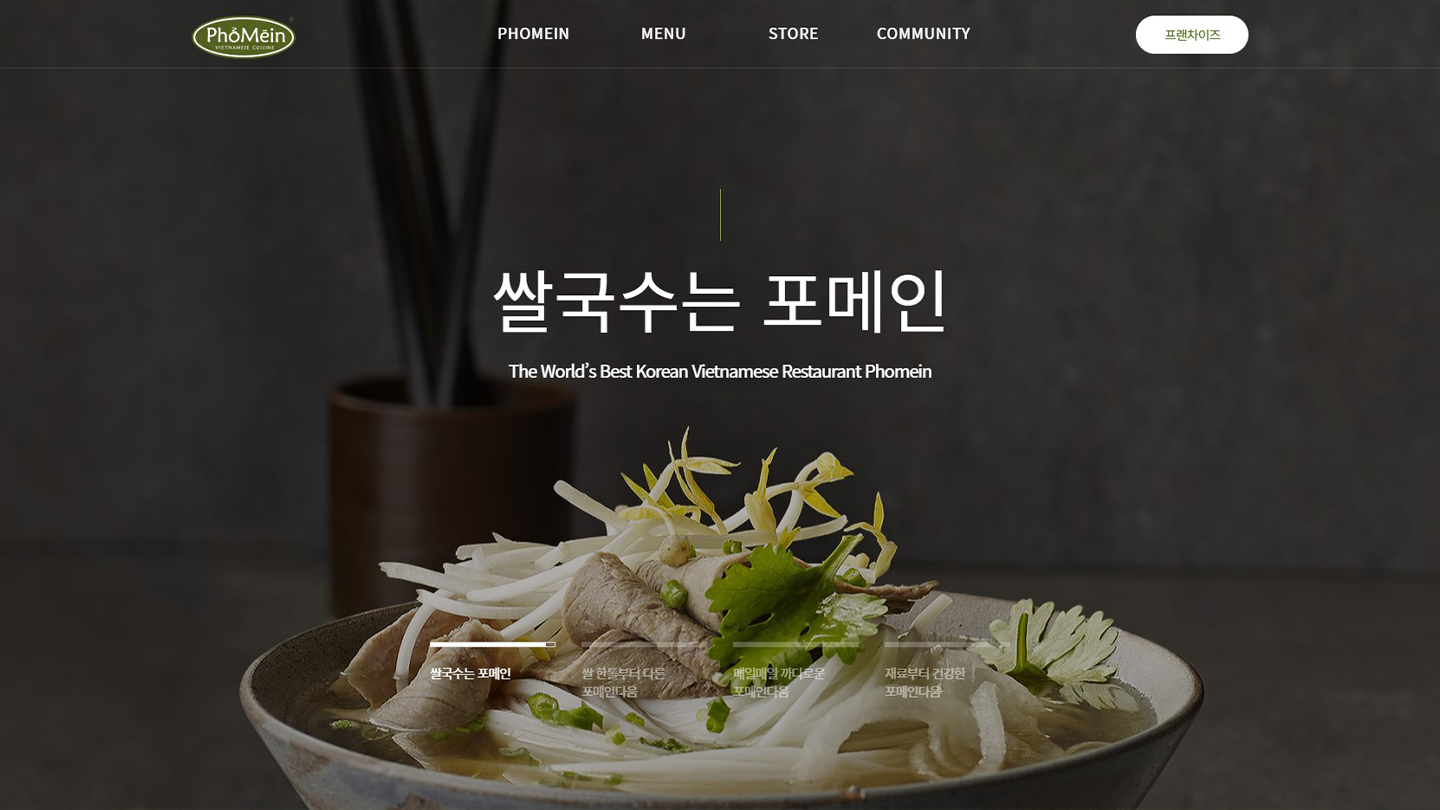 PhởMein
VIETNAMESE CUISINE
PHOMEIN
MENU
STORE
COMMUNITY
프랜차이즈
쌀국수는 포메인
The World's Best Korean Vietnamese Restaurant Phomein
쌀국수는 포메인
쌀 한톨부터 다른
포메인다움
매일매일 까다로운
포메인다움
재료부터 건강한
포메인다움